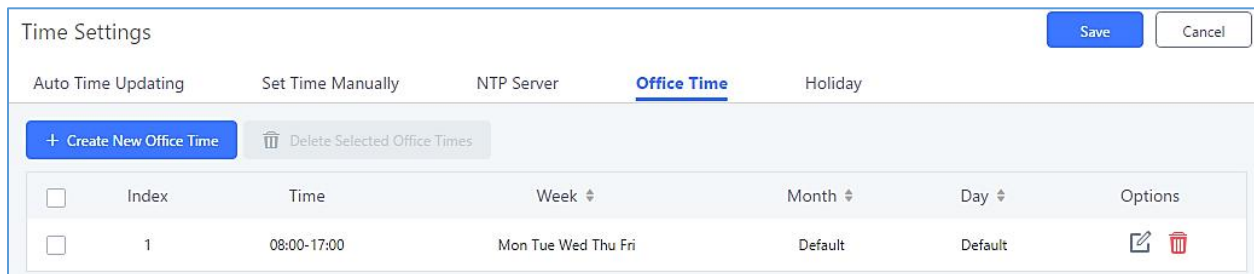 Time Settings Save Cancel
Auto Time Updating Set Time Manually NTP Server Office Time Holiday
+ Create New Office Time Delete Selected Office Times
Index Time Week Month Day Options
1 08:00-17:00 Mon Tue Wed Thu Fri Default Default